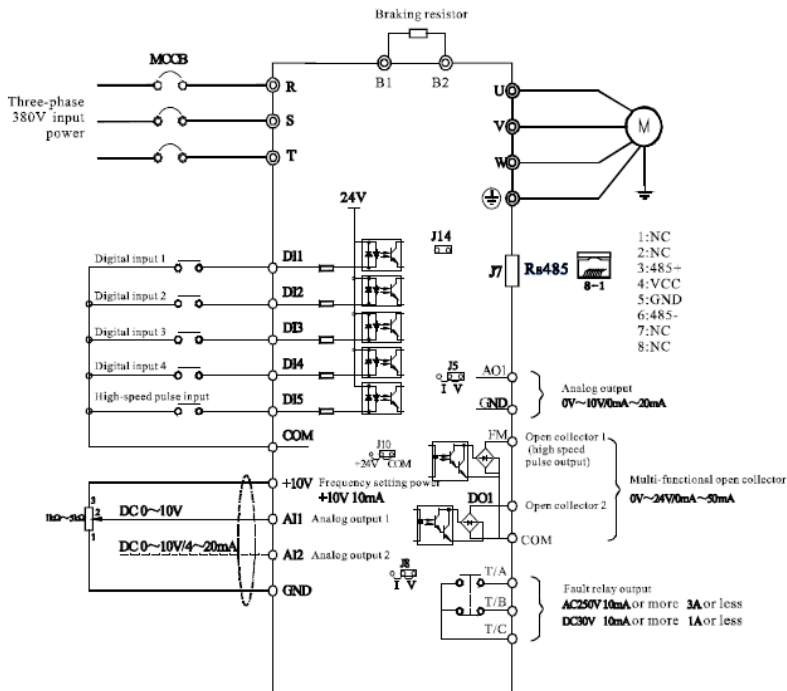 Braking resistor
B1
B2
MCCB
Three-phase
380V input
power
R
S
T
U
V
W
M
24V
J14
J7
Rs485
8-1
1:NC
2:NC
3:485+
4:VCC
5:GND
6:485-
7:NC
8:NC
Digital input 1
DI1
Digital input 2
DI2
Digital input 3
DI3
Digital input 4
DI4
High-speed pulse input
DI5
COM
J5
I V
AO1
GND
Analog output
0V～10V/0mA～20mA
J10
+24V COM
FM
Open collector 1
(high speed
pulse output)
DO1
Open collector 2
COM
Multi-functional open collector
0V～24V/0mA～50mA
+10V
Frequency setting power
+10V 10mA
3
2
1
1kΩ～5kΩ
DC 0～10V
AI1
Analog output 1
DC 0～10V/4～20mA
AI2
Analog output 2
GND
J8
I V
T/A
T/B
T/C
Fault relay output
AC250V 10mA or more 3A or less
DC30V 10mA or more 1A or less